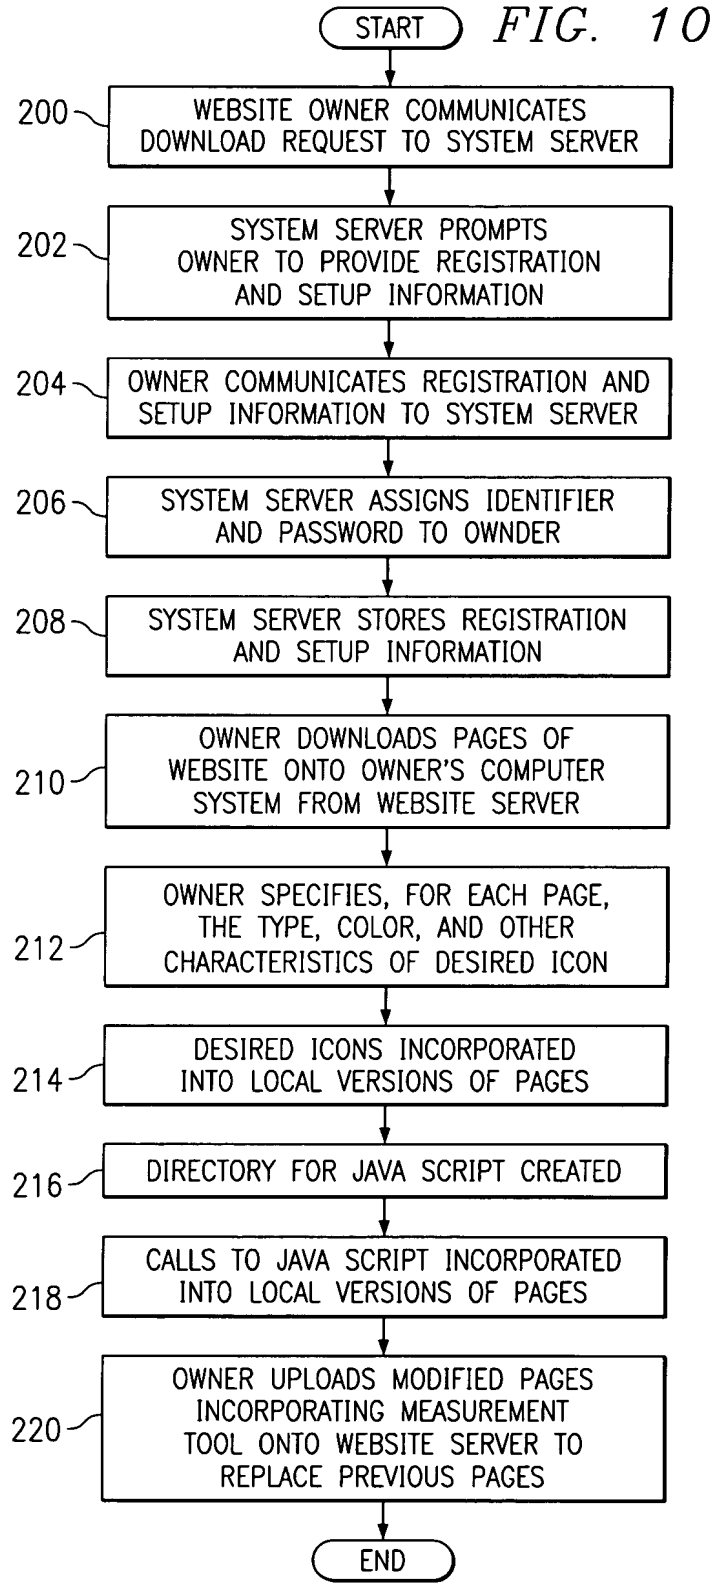 START
FIG. 10
200
WEBSITE OWNER COMMUNICATES
DOWNLOAD REQUEST TO SYSTEM SERVER
202
SYSTEM SERVER PROMPTS
OWNER TO PROVIDE REGISTRATION
AND SETUP INFORMATION
204
OWNER COMMUNICATES REGISTRATION AND
SETUP INFORMATION TO SYSTEM SERVER
206
SYSTEM SERVER ASSIGNS IDENTIFIER
AND PASSWORD TO OWNDER
208
SYSTEM SERVER STORES REGISTRATION
AND SETUP INFORMATION
210
OWNER DOWNLOADS PAGES OF
WEBSITE ONTO OWNER'S COMPUTER
SYSTEM FROM WEBSITE SERVER
212
OWNER SPECIFIES, FOR EACH PAGE,
THE TYPE, COLOR, AND OTHER
CHARACTERISTICS OF DESIRED ICON
214
DESIRED ICONS INCORPORATED
INTO LOCAL VERSIONS OF PAGES
216
DIRECTORY FOR JAVA SCRIPT CREATED
218
CALLS TO JAVA SCRIPT INCORPORATED
INTO LOCAL VERSIONS OF PAGES
220
OWNER UPLOADS MODIFIED PAGES
INCORPORATING MEASUREMENT
TOOL ONTO WEBSITE SERVER TO
REPLACE PREVIOUS PAGES
END